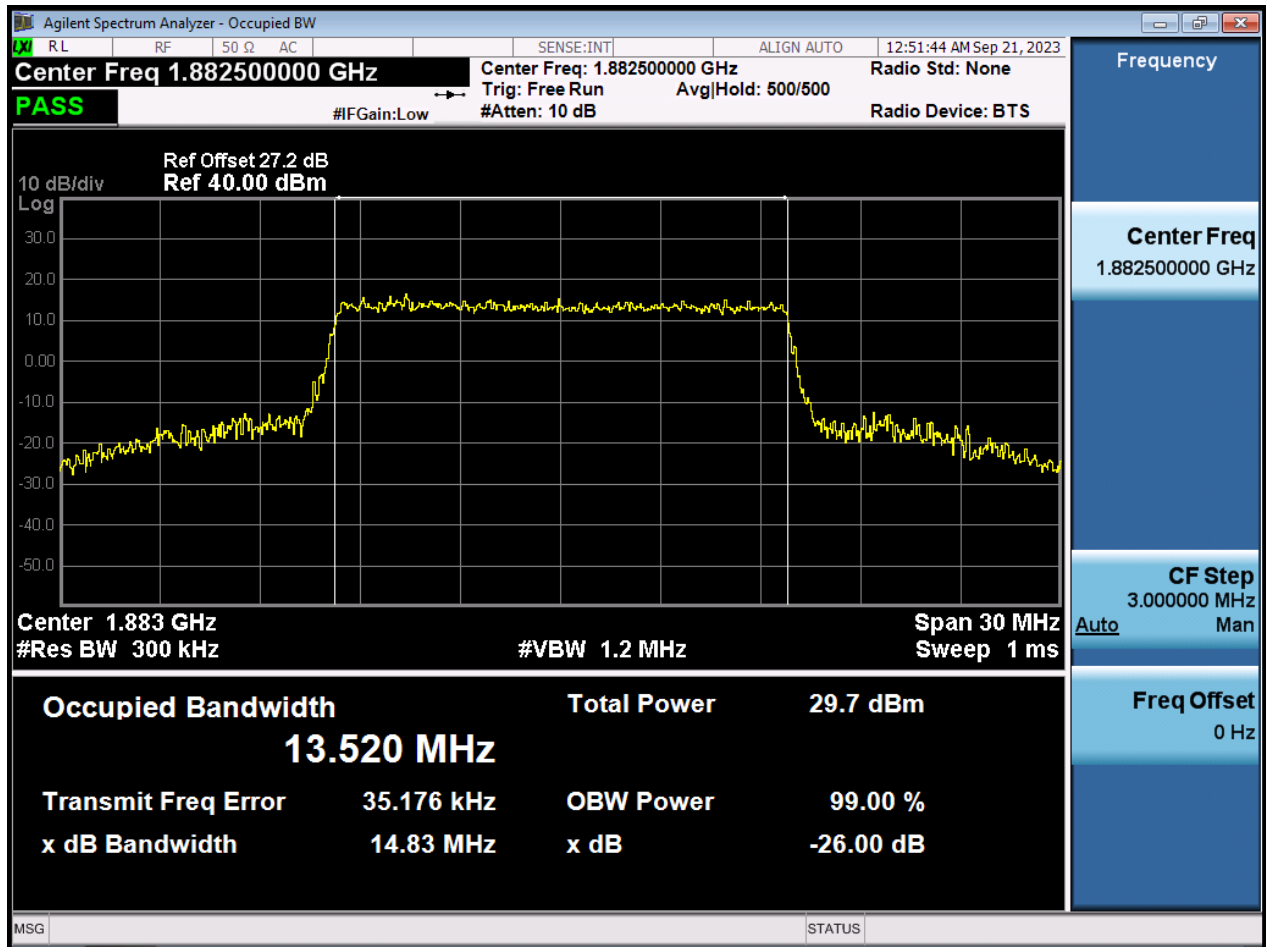 Agilent Spectrum Analyzer - Occupied BW
LXI RL RF 50 Ω AC SENSE:INT ALIGN AUTO 12:51:44 AM Sep 21, 2023
Center Freq 1.882500000 GHz
Center Freq: 1.882500000 GHz
Radio Std: None
Trig: Free Run Avg|Hold: 500/500
PASS
#IFGain:Low
#Atten: 10 dB
Radio Device: BTS
Ref Offset 27.2 dB
10 dB/div Ref 40.00 dBm
Log
30.0
20.0
10.0
0.00
-10.0
-20.0
-30.0
-40.0
-50.0
Center 1.883 GHz
Span 30 MHz
#Res BW 300 kHz
#VBW 1.2 MHz
Sweep 1 ms
Occupied Bandwidth
13.520 MHz
Total Power 29.7 dBm
Transmit Freq Error 35.176 kHz
OBW Power 99.00 %
x dB Bandwidth 14.83 MHz
x dB -26.00 dB
MSG
STATUS
Frequency
Center Freq
1.882500000 GHz
CF Step
3.000000 MHz
Auto Man
Freq Offset
0 Hz